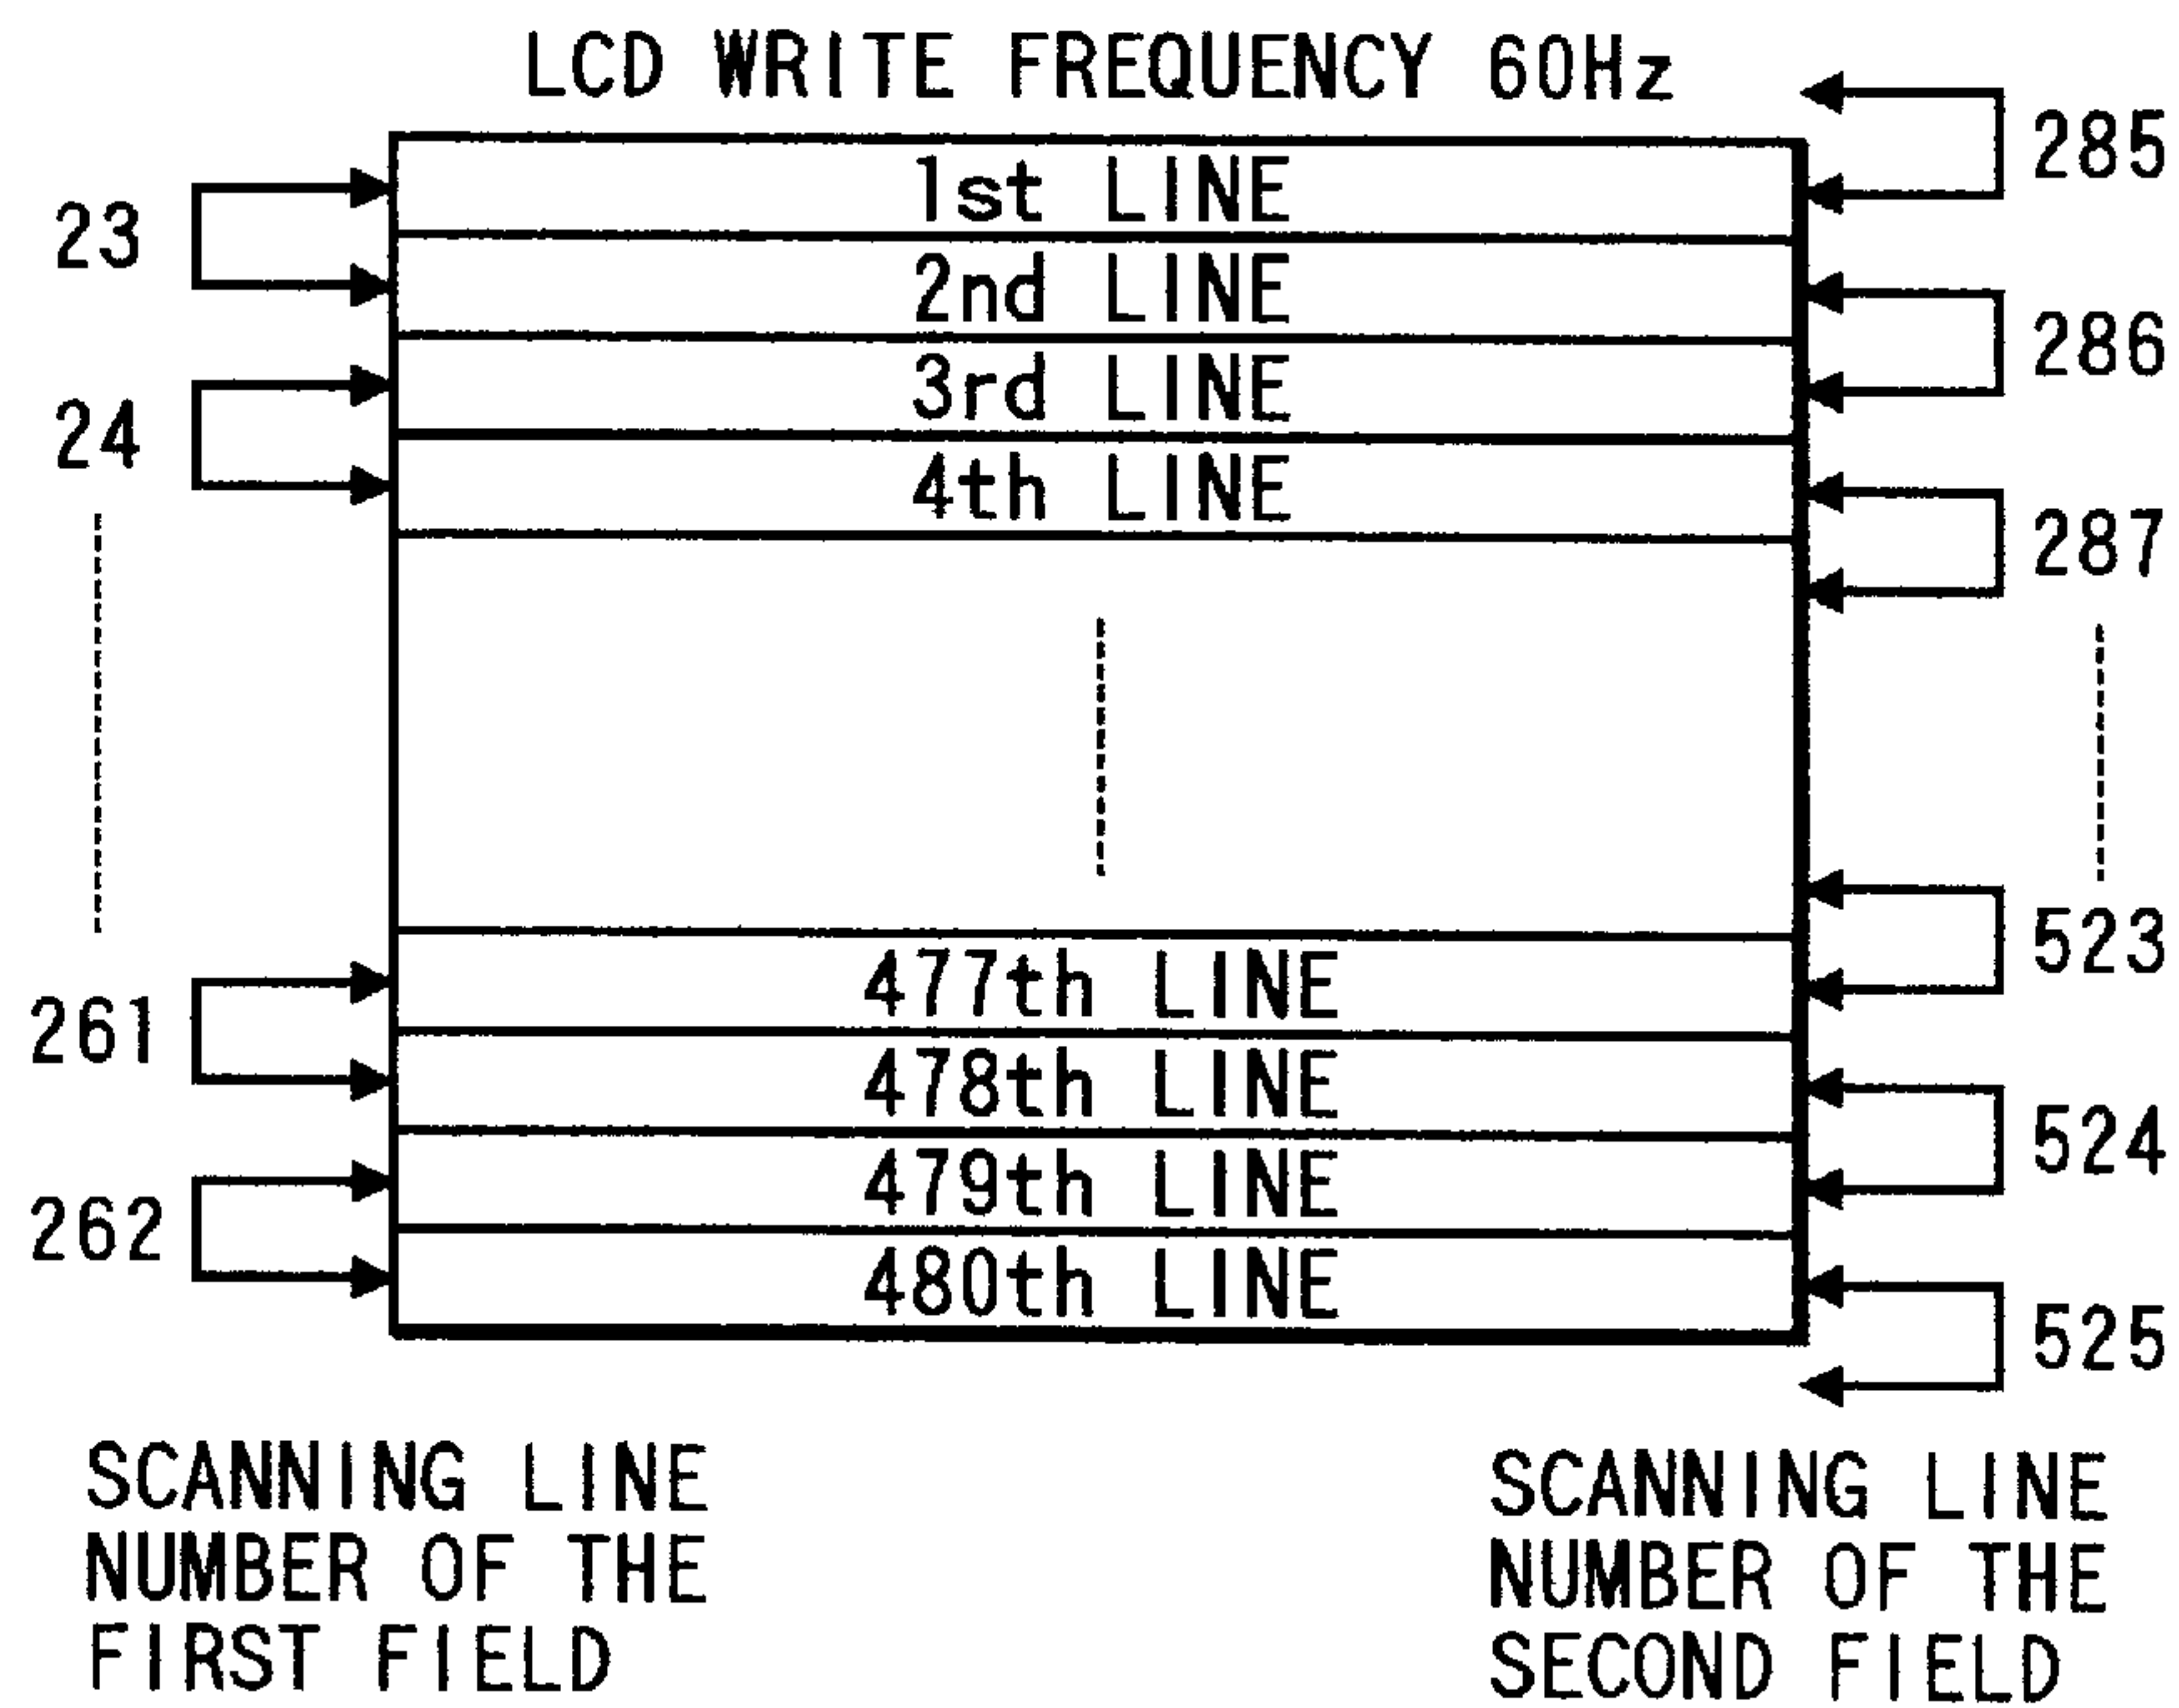 LCD WRITE FREQUENCY 60Hz
285
1st LINE
23
2nd LINE
286
3rd LINE
24
4th LINE
287
523
477th LINE
261
478th LINE
524
479th LINE
262
480th LINE
525
SCANNING LINE
NUMBER OF THE
FIRST FIELD
SCANNING LINE
NUMBER OF THE
SECOND FIELD